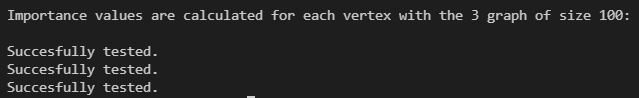 Importance values are calculated for each vertex with the 3 graph of size 100:
Succesfully tested.
Succesfully tested.
Succesfully tested.